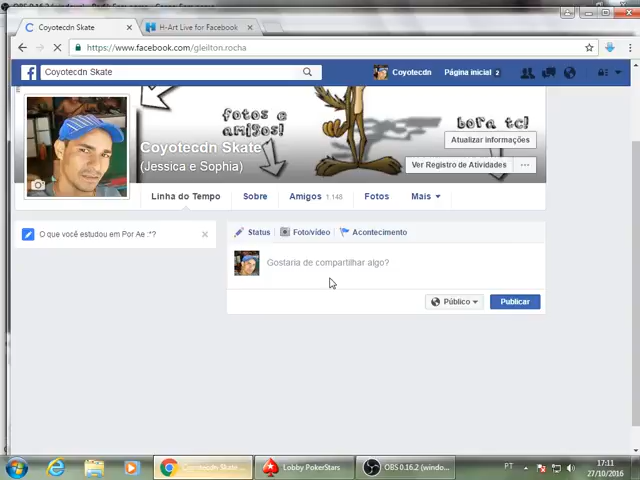 Coyotecdn Skate
H-Art Live for Facebook
https://www.facebook.com/gleilton.rocha
Coyotecdn Skate
Coyotecdn
Página inicial 2
fotos e
amigos!
bora tc!
Coyotecdn Skate
(Jessica e Sophia)
Atualizar informações
Ver Registro de Atividades
Linha do Tempo
Sobre
Amigos 1.148
Fotos
Mais
O que você estudou em Por Ae :*?
Status
Foto/vídeo
Acontecimento
Gostaria de compartilhar algo?
Público
Publicar
Coyotecdn Skate ...
Lobby PokerStars
OBS 0.16.2 (windo...
PT
17:11
27/10/2016